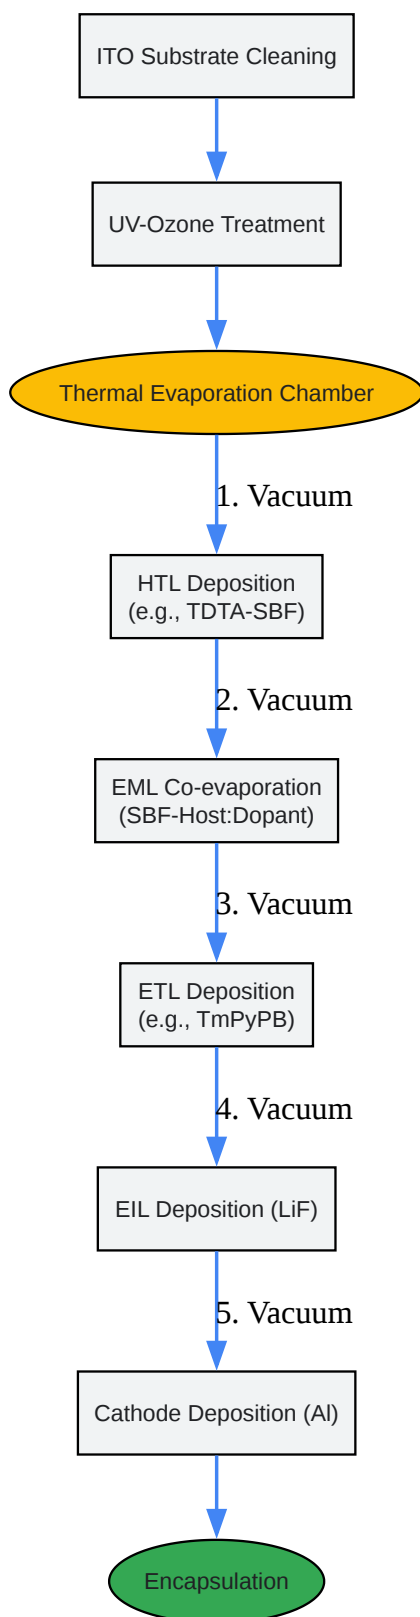 ITO Substrate Cleaning
UV-Ozone Treatment
Thermal Evaporation Chamber
1. Vacuum
HTL Deposition
(e.g., TDTA-SBF)
2. Vacuum
EML Co-evaporation
(SBF-Host:Dopant)
3. Vacuum
ETL Deposition
(e.g., TmPyPB)
4. Vacuum
EIL Deposition (LiF)
5. Vacuum
Cathode Deposition (Al)
Encapsulation